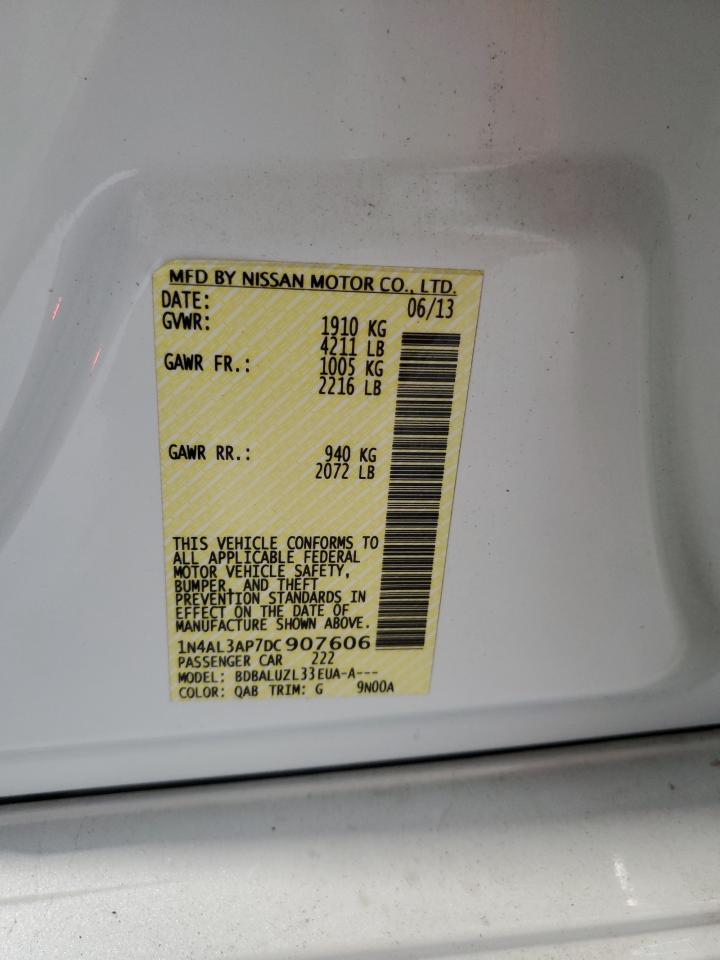 MFD BY NISSAN MOTOR CO., LTD.
DATE: 06/13
GVWR: 1910 KG
4211 LB
GAWR FR.: 1005 KG
2216 LB
GAWR RR.: 940 KG
2072 LB
THIS VEHICLE CONFORMS TO
ALL APPLICABLE FEDERAL
MOTOR VEHICLE SAFETY,
BUMPER, AND THEFT
PREVENTION STANDARDS IN
EFFECT ON THE DATE OF
MANUFACTURE SHOWN ABOVE.
1N4AL3AP7DC907606
PASSENGER CAR 222
MODEL: BDBALUZL33EUA-A---
COLOR: QAB TRIM: G 9N00A